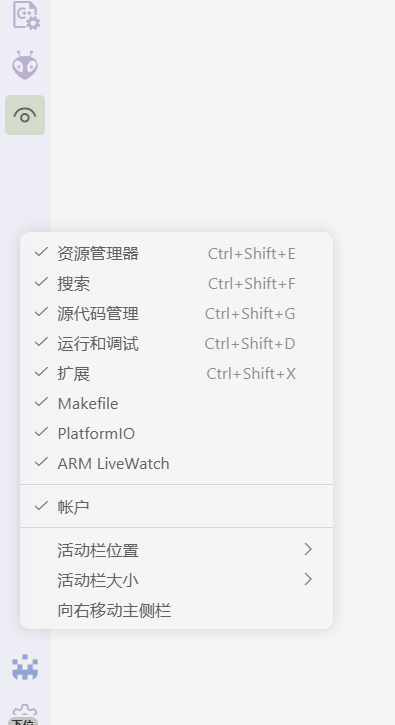 资源管理器 Ctrl+Shift+E
搜索 Ctrl+Shift+F
源代码管理 Ctrl+Shift+G
运行和调试 Ctrl+Shift+D
扩展 Ctrl+Shift+X
Makefile
PlatformIO
ARM LiveWatch
帐户
活动栏位置
活动栏大小
向右移动主侧栏